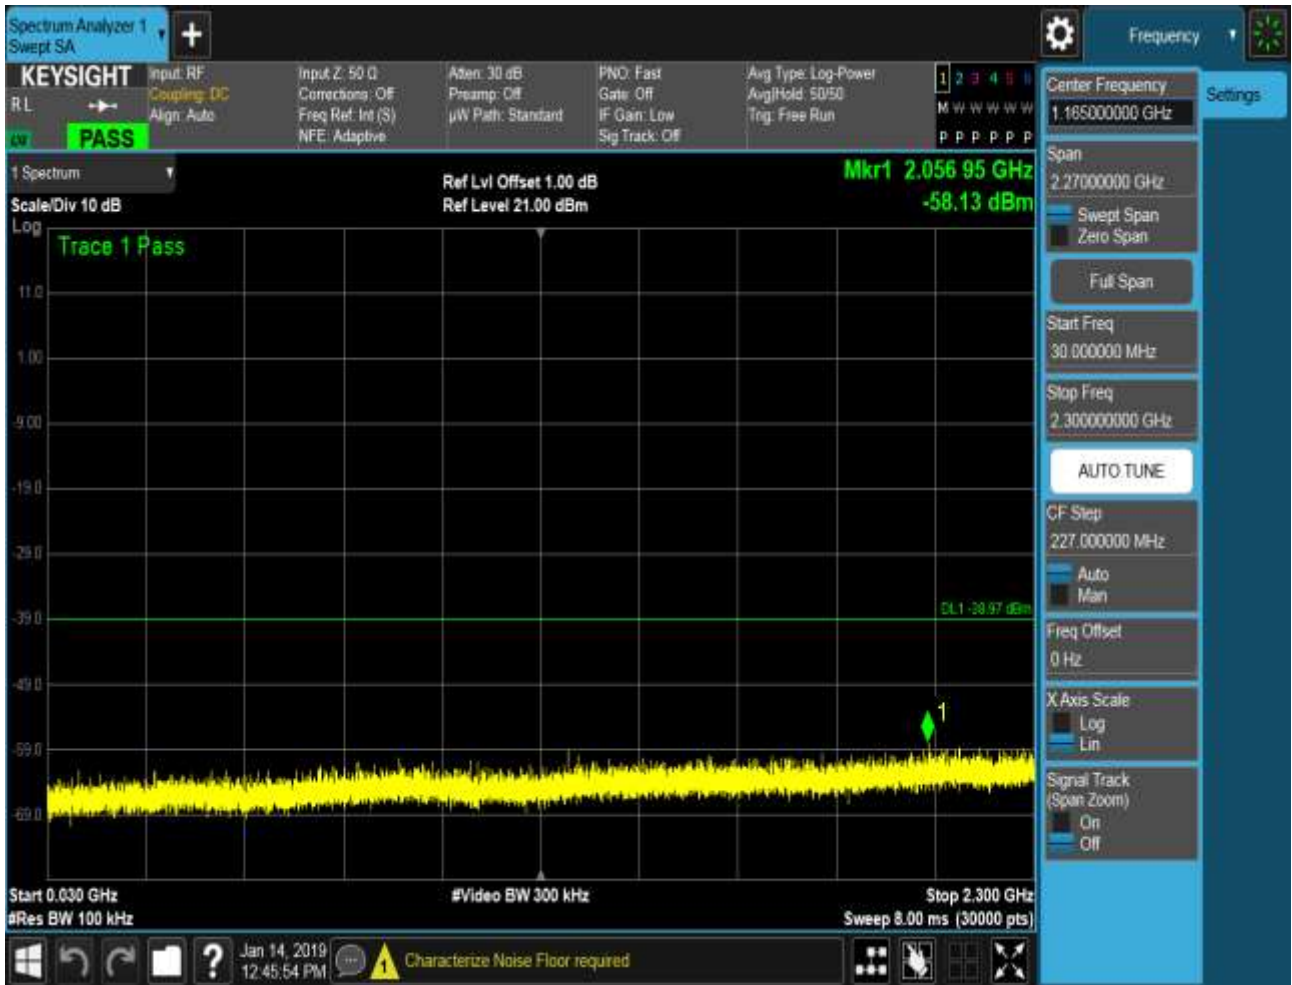 Spectrum Analyzer 1
Swept SA
+
Frequency
KEYSIGHT
RL
PASS
Input: RF
Coupling: DC
Align: Auto
Input Z: 50 Ω
Corrections: Off
Freq Ref: Int (S)
NFE: Adaptive
Atten: 30 dB
Preamp: Off
µW Path: Standard
PNO: Fast
Gate: Off
IF Gain: Low
Sig Track: Off
Avg Type: Log-Power
Avg|Hold: 50/50
Trig: Free Run
1 2 3 4 5 6
M W W W W W
P P P P P P
1 Spectrum
Scale/Div 10 dB
Ref Lvl Offset 1.00 dB
Ref Level 21.00 dBm
Mkr1 2.056 95 GHz
-58.13 dBm
Log
Trace 1 Pass
11.0
1.00
-9.00
-19.0
-29.0
-39.0
DL1 -38.97 dBm
-49.0
1
-59.0
-69.0
Start 0.030 GHz
#Video BW 300 kHz
Stop 2.300 GHz
#Res BW 100 kHz
Sweep 8.00 ms (30000 pts)
?
Jan 14, 2019
12:45:54 PM
1
Characterize Noise Floor required
Center Frequency
1.165000000 GHz
Settings
Span
2.27000000 GHz
Swept Span
Zero Span
Full Span
Start Freq
30.000000 MHz
Stop Freq
2.300000000 GHz
AUTO TUNE
CF Step
227.000000 MHz
Auto
Man
Freq Offset
0 Hz
X Axis Scale
Log
Lin
Signal Track
(Span Zoom)
On
Off